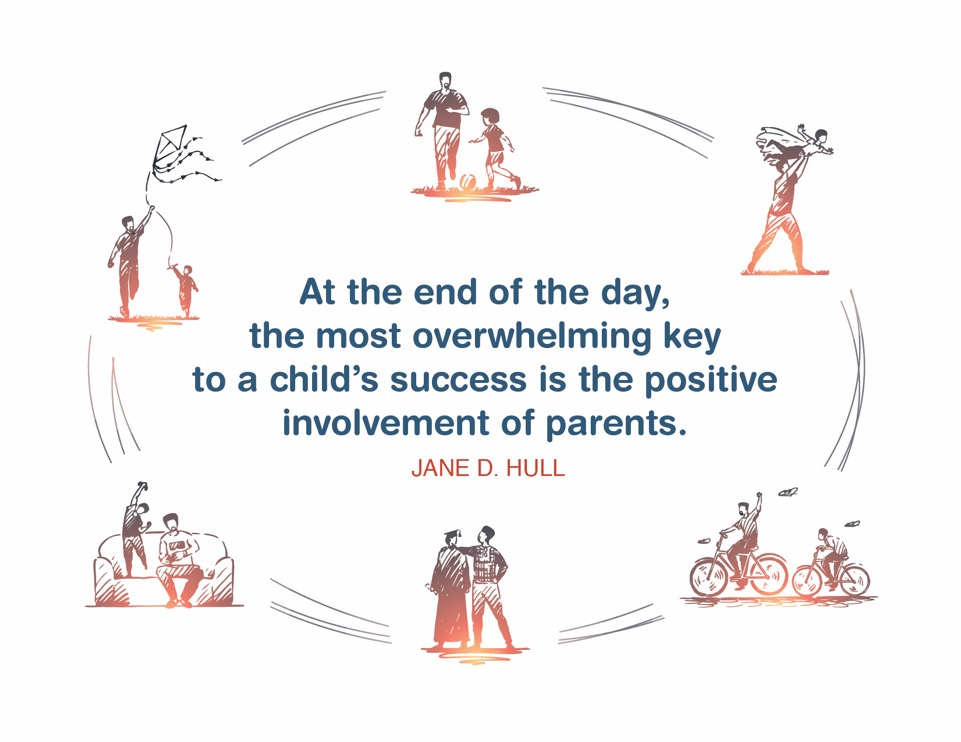 At the end of the day,
the most overwhelming key
to a child’s success is the positive
involvement of parents.
JANE D. HULL